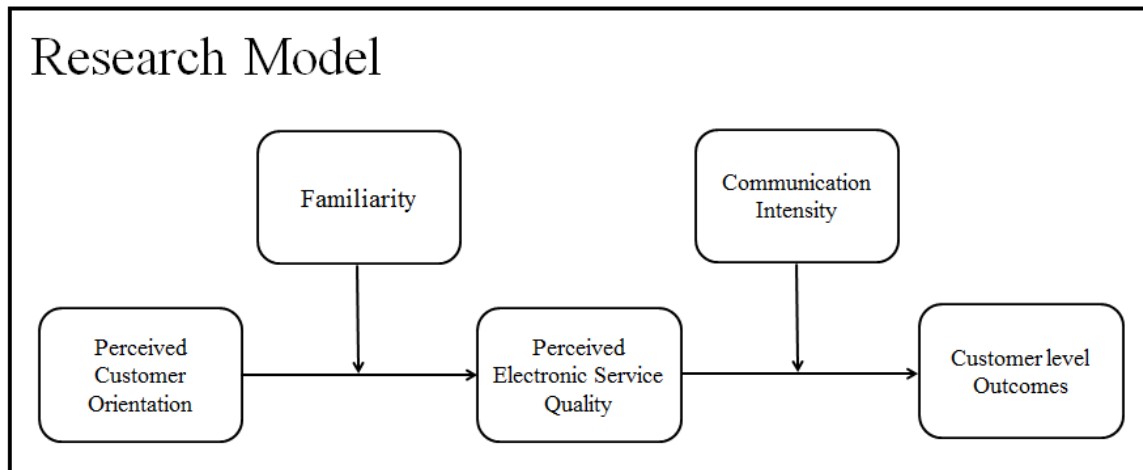 Research Model
Familiarity
Communication
Intensity
Perceived
Customer
Orientation
Perceived
Electronic Service
Quality
Customer level
Outcomes